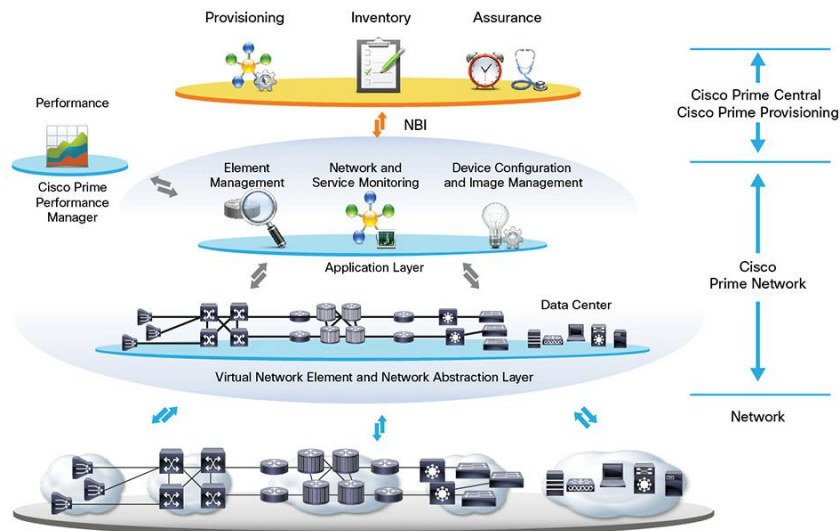 Provisioning
Inventory
Assurance
Performance
Cisco Prime
Performance
Manager
NBI
Cisco Prime Central
Cisco Prime Provisioning
Element
Management
Network and
Service Monitoring
Device Configuration
and Image Management
Application Layer
Cisco
Prime Network
Data Center
Virtual Network Element and Network Abstraction Layer
Network